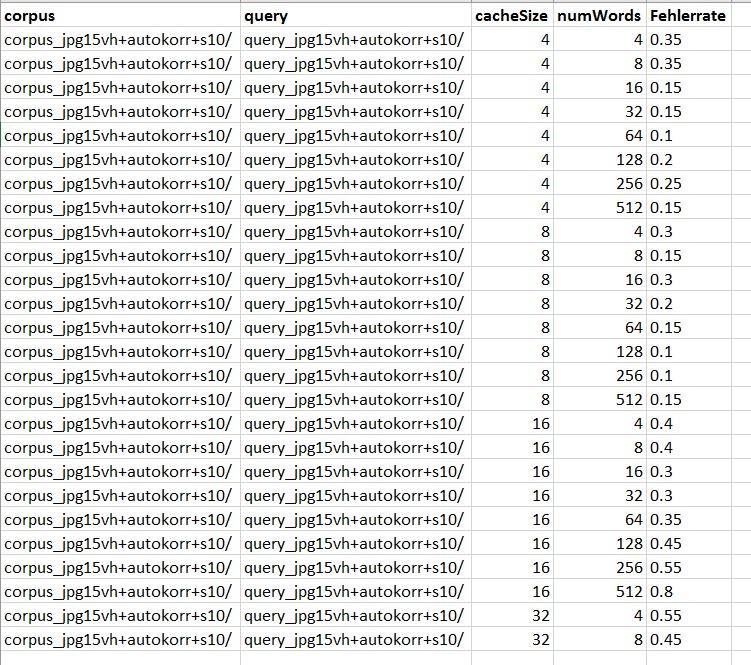 corpus query cacheSize numWords Fehlerrate
corpus_jpg15vh+autokorr+s10/ query_jpg15vh+autokorr+s10/ 4 4 0.35
corpus_jpg15vh+autokorr+s10/ query_jpg15vh+autokorr+s10/ 4 8 0.35
corpus_jpg15vh+autokorr+s10/ query_jpg15vh+autokorr+s10/ 4 16 0.15
corpus_jpg15vh+autokorr+s10/ query_jpg15vh+autokorr+s10/ 4 32 0.15
corpus_jpg15vh+autokorr+s10/ query_jpg15vh+autokorr+s10/ 4 64 0.1
corpus_jpg15vh+autokorr+s10/ query_jpg15vh+autokorr+s10/ 4 128 0.2
corpus_jpg15vh+autokorr+s10/ query_jpg15vh+autokorr+s10/ 4 256 0.25
corpus_jpg15vh+autokorr+s10/ query_jpg15vh+autokorr+s10/ 4 512 0.15
corpus_jpg15vh+autokorr+s10/ query_jpg15vh+autokorr+s10/ 8 4 0.3
corpus_jpg15vh+autokorr+s10/ query_jpg15vh+autokorr+s10/ 8 8 0.15
corpus_jpg15vh+autokorr+s10/ query_jpg15vh+autokorr+s10/ 8 16 0.3
corpus_jpg15vh+autokorr+s10/ query_jpg15vh+autokorr+s10/ 8 32 0.2
corpus_jpg15vh+autokorr+s10/ query_jpg15vh+autokorr+s10/ 8 64 0.15
corpus_jpg15vh+autokorr+s10/ query_jpg15vh+autokorr+s10/ 8 128 0.1
corpus_jpg15vh+autokorr+s10/ query_jpg15vh+autokorr+s10/ 8 256 0.1
corpus_jpg15vh+autokorr+s10/ query_jpg15vh+autokorr+s10/ 8 512 0.15
corpus_jpg15vh+autokorr+s10/ query_jpg15vh+autokorr+s10/ 16 4 0.4
corpus_jpg15vh+autokorr+s10/ query_jpg15vh+autokorr+s10/ 16 8 0.4
corpus_jpg15vh+autokorr+s10/ query_jpg15vh+autokorr+s10/ 16 16 0.3
corpus_jpg15vh+autokorr+s10/ query_jpg15vh+autokorr+s10/ 16 32 0.3
corpus_jpg15vh+autokorr+s10/ query_jpg15vh+autokorr+s10/ 16 64 0.35
corpus_jpg15vh+autokorr+s10/ query_jpg15vh+autokorr+s10/ 16 128 0.45
corpus_jpg15vh+autokorr+s10/ query_jpg15vh+autokorr+s10/ 16 256 0.55
corpus_jpg15vh+autokorr+s10/ query_jpg15vh+autokorr+s10/ 16 512 0.8
corpus_jpg15vh+autokorr+s10/ query_jpg15vh+autokorr+s10/ 32 4 0.55
corpus_jpg15vh+autokorr+s10/ query_jpg15vh+autokorr+s10/ 32 8 0.45